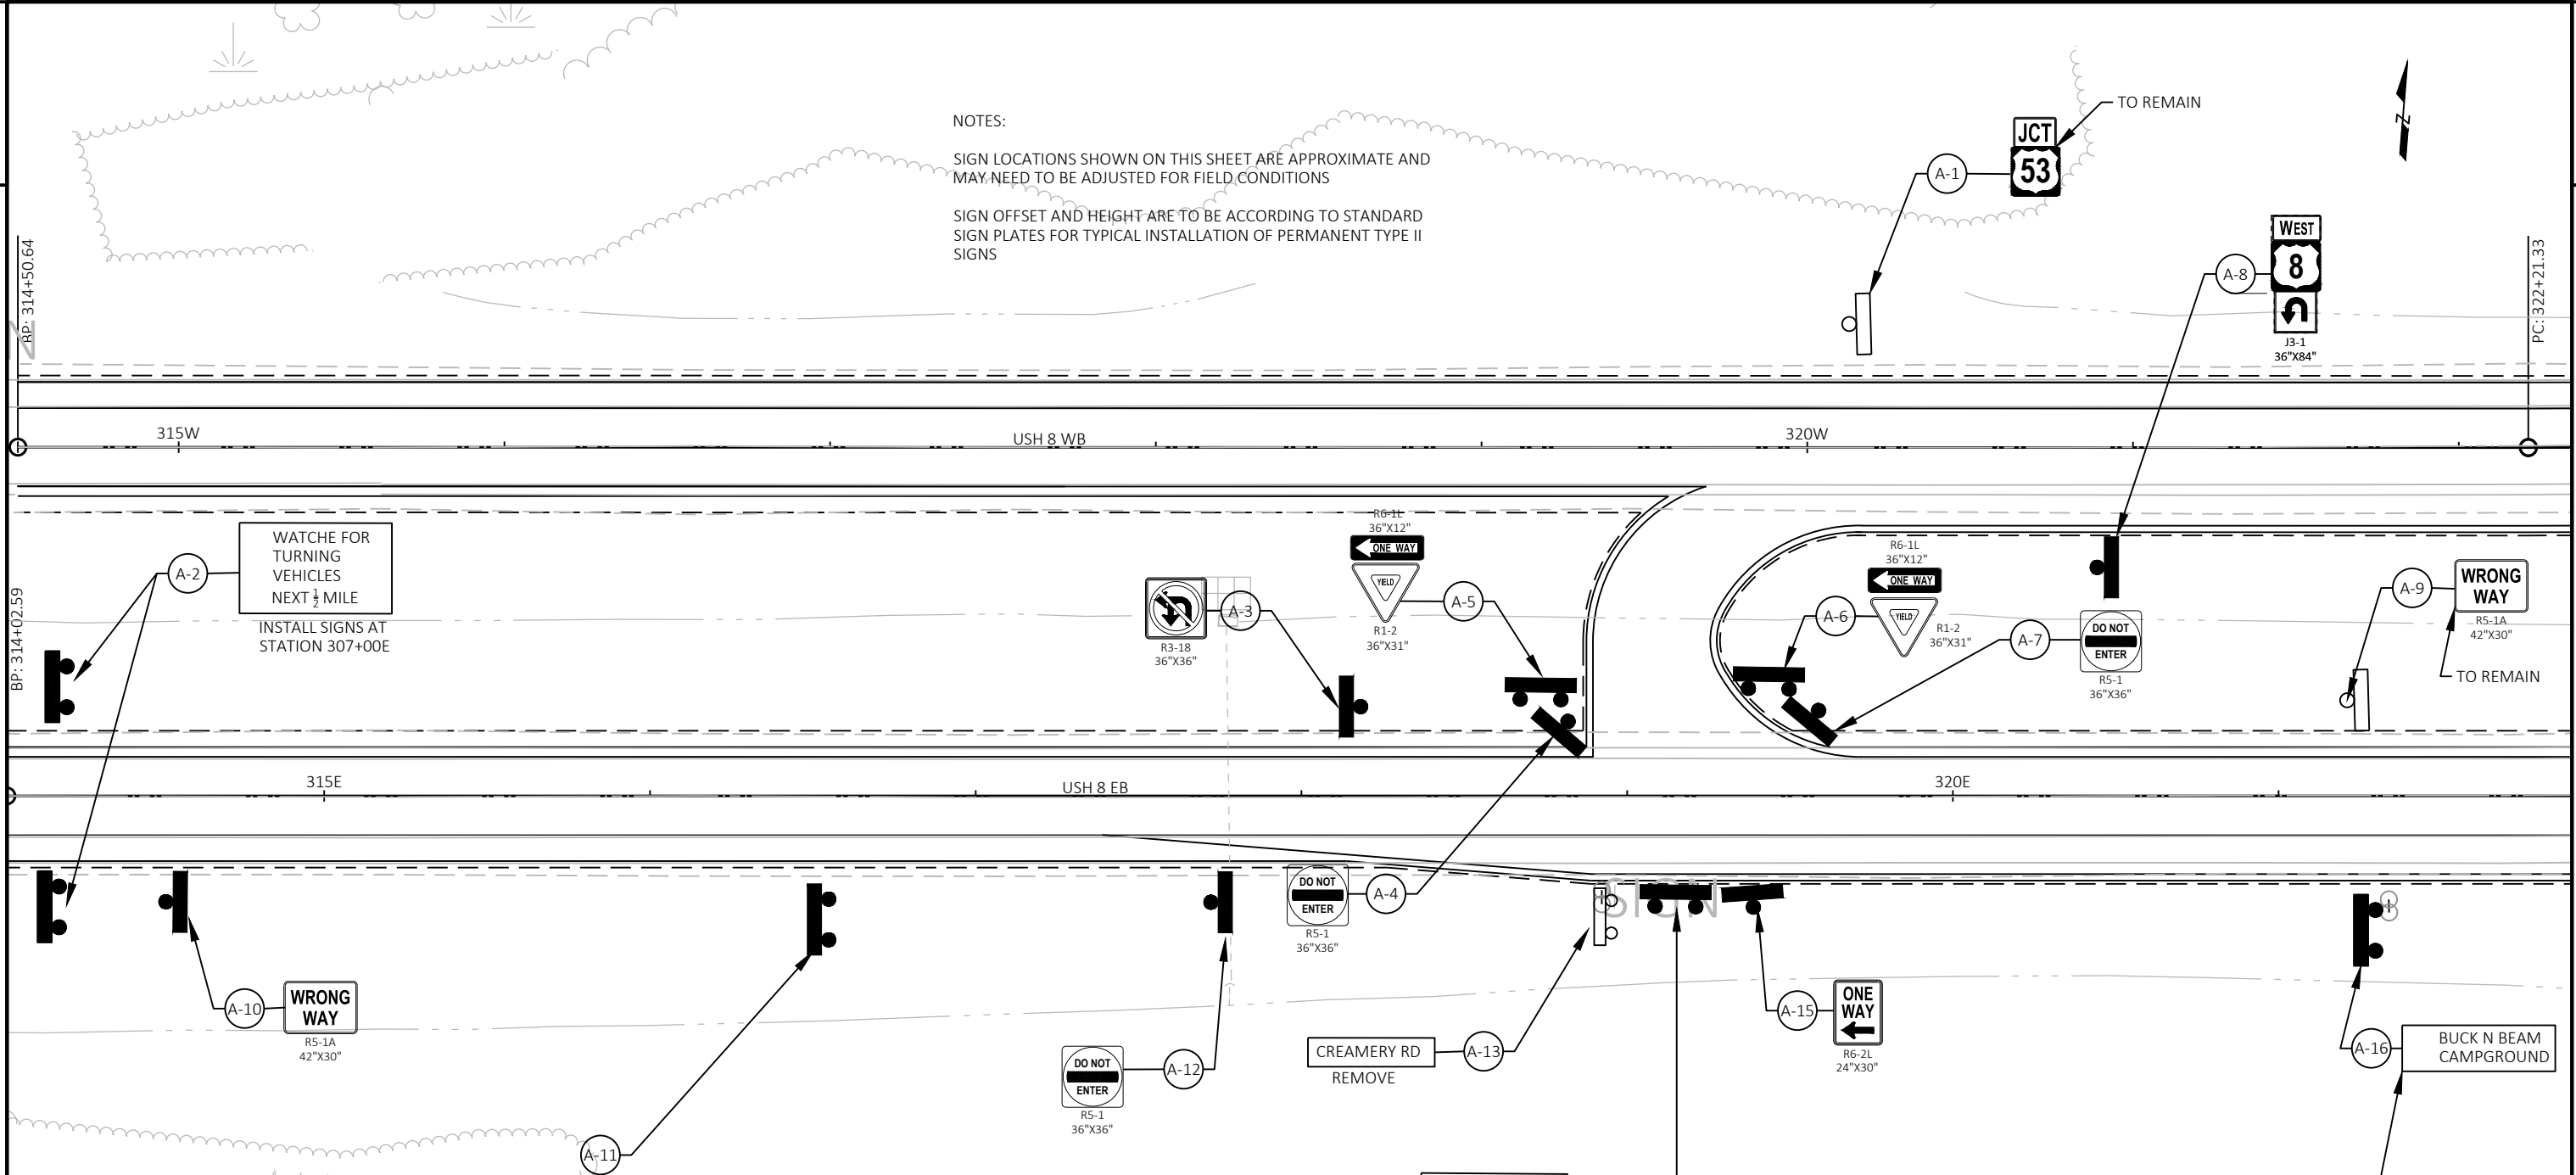 NOTES:
SIGN LOCATIONS SHOWN ON THIS SHEET ARE APPROXIMATE AND
MAY NEED TO BE ADJUSTED FOR FIELD CONDITIONS
SIGN OFFSET AND HEIGHT ARE TO BE ACCORDING TO STANDARD
SIGN PLATES FOR TYPICAL INSTALLATION OF PERMANENT TYPE II
SIGNS
TO REMAIN
JCT
53
A-1
N
WEST
8
A-8
J3-1
36"X84"
BP: 314+50.64
N
PC: 322+21.33
315W
USH 8 WB
320W
WATCHE FOR
TURNING
VEHICLES
NEXT ½ MILE
A-2
INSTALL SIGNS AT
STATION 307+00E
BP: 314+02.59
R3-18
36"X36"
A-3
R6-1L
36"X12"
ONE WAY
YIELD
R1-2
36"X31"
A-5
R6-1L
36"X12"
ONE WAY
A-6
YIELD
R1-2
36"X31"
A-7
DO NOT
ENTER
R5-1
36"X36"
A-9
WRONG
WAY
R5-1A
42"X30"
TO REMAIN
315E
USH 8 EB
320E
DO NOT
ENTER
R5-1
36"X36"
A-4
SIGN
A-10
WRONG
WAY
R5-1A
42"X30"
A-11
DO NOT
ENTER
R5-1
36"X36"
A-12
CREAMERY RD
REMOVE
A-13
A-15
ONE
WAY
R6-2L
24"X30"
A-16
BUCK N BEAM
CAMPGROUND